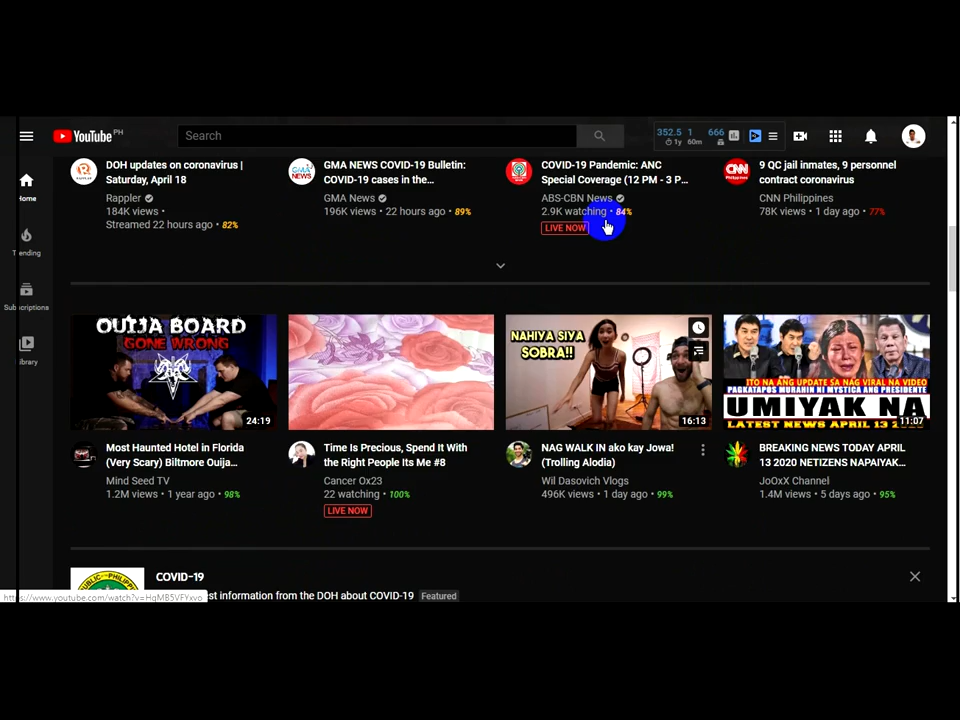 YouTube PH
Search
352.5 1 666
1y 60m
DOH updates on coronavirus |
Saturday, April 18
Rappler
184K views •
Streamed 22 hours ago • 82%
GMA NEWS COVID-19 Bulletin:
COVID-19 cases in the...
GMA News
196K views • 22 hours ago • 89%
COVID-19 Pandemic: ANC
Special Coverage (12 PM - 3 P...
ABS-CBN News
2.9K watching • 84%
LIVE NOW
CNN
9 QC jail inmates, 9 personnel
contract coronavirus
CNN Philippines
78K views • 1 day ago • 77%
Home
Trending
Subscriptions
Library
OUIJA BOARD
GONE WRONG
24:19
Most Haunted Hotel in Florida
(Very Scary) Biltmore Ouija...
Mind Seed TV
1.2M views • 1 year ago • 98%
Time Is Precious, Spend It With
the Right People Its Me #8
Cancer Ox23
22 watching • 100%
LIVE NOW
NAHIYA SIYA
SOBRA!!
16:13
NAG WALK IN ako kay Jowa!
(Trolling Alodia)
Wil Dasovich Vlogs
496K views • 1 day ago • 99%
ITO NA ANG UPDATE SA NAG VIRAL NA VIDEO
PAGKATAPOS MURAHIN NI MYSTICA ANG PRESIDENTE
UMIYAK NA
LATEST NEWS APRIL 13
11:07
BREAKING NEWS TODAY APRIL
13 2020 NETIZENS NAPAIYAK...
JoOxX Channel
1.4M views • 5 days ago • 95%
COVID-19
st information from the DOH about COVID-19 Featured